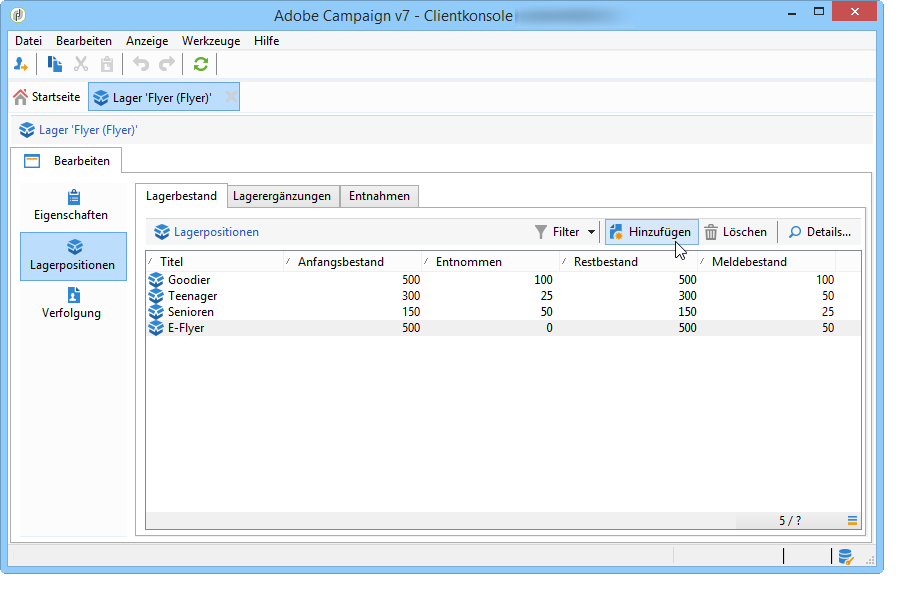 Adobe Campaign v7 - Clientkonsole
Datei Bearbeiten Anzeige Werkzeuge Hilfe
Startseite Lager 'Flyer (Flyer)'
Lager 'Flyer (Flyer)'
Bearbeiten
Eigenschaften
Lagerpositionen
Verfolgung
Lagerbestand Lagerergänzungen Entnahmen
Lagerpositionen Filter Hinzufügen Löschen Details...
Titel Anfangsbestand Entnommen Restbestand Meldebestand
Goodier 500 100 500 100
Teenager 300 25 300 50
Senioren 150 50 150 25
E-Flyer 500 0 500 50
5 / ?